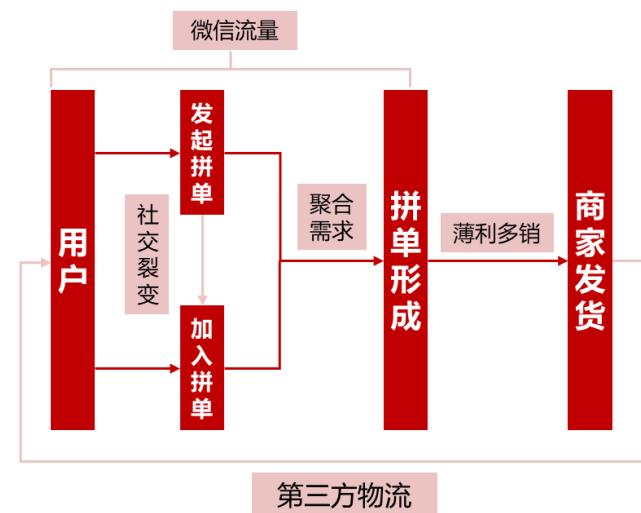 微信流量
用户
发起拼单
社交裂变
加入拼单
聚合
需求
拼单形成
薄利多销
商家发货
第三方物流